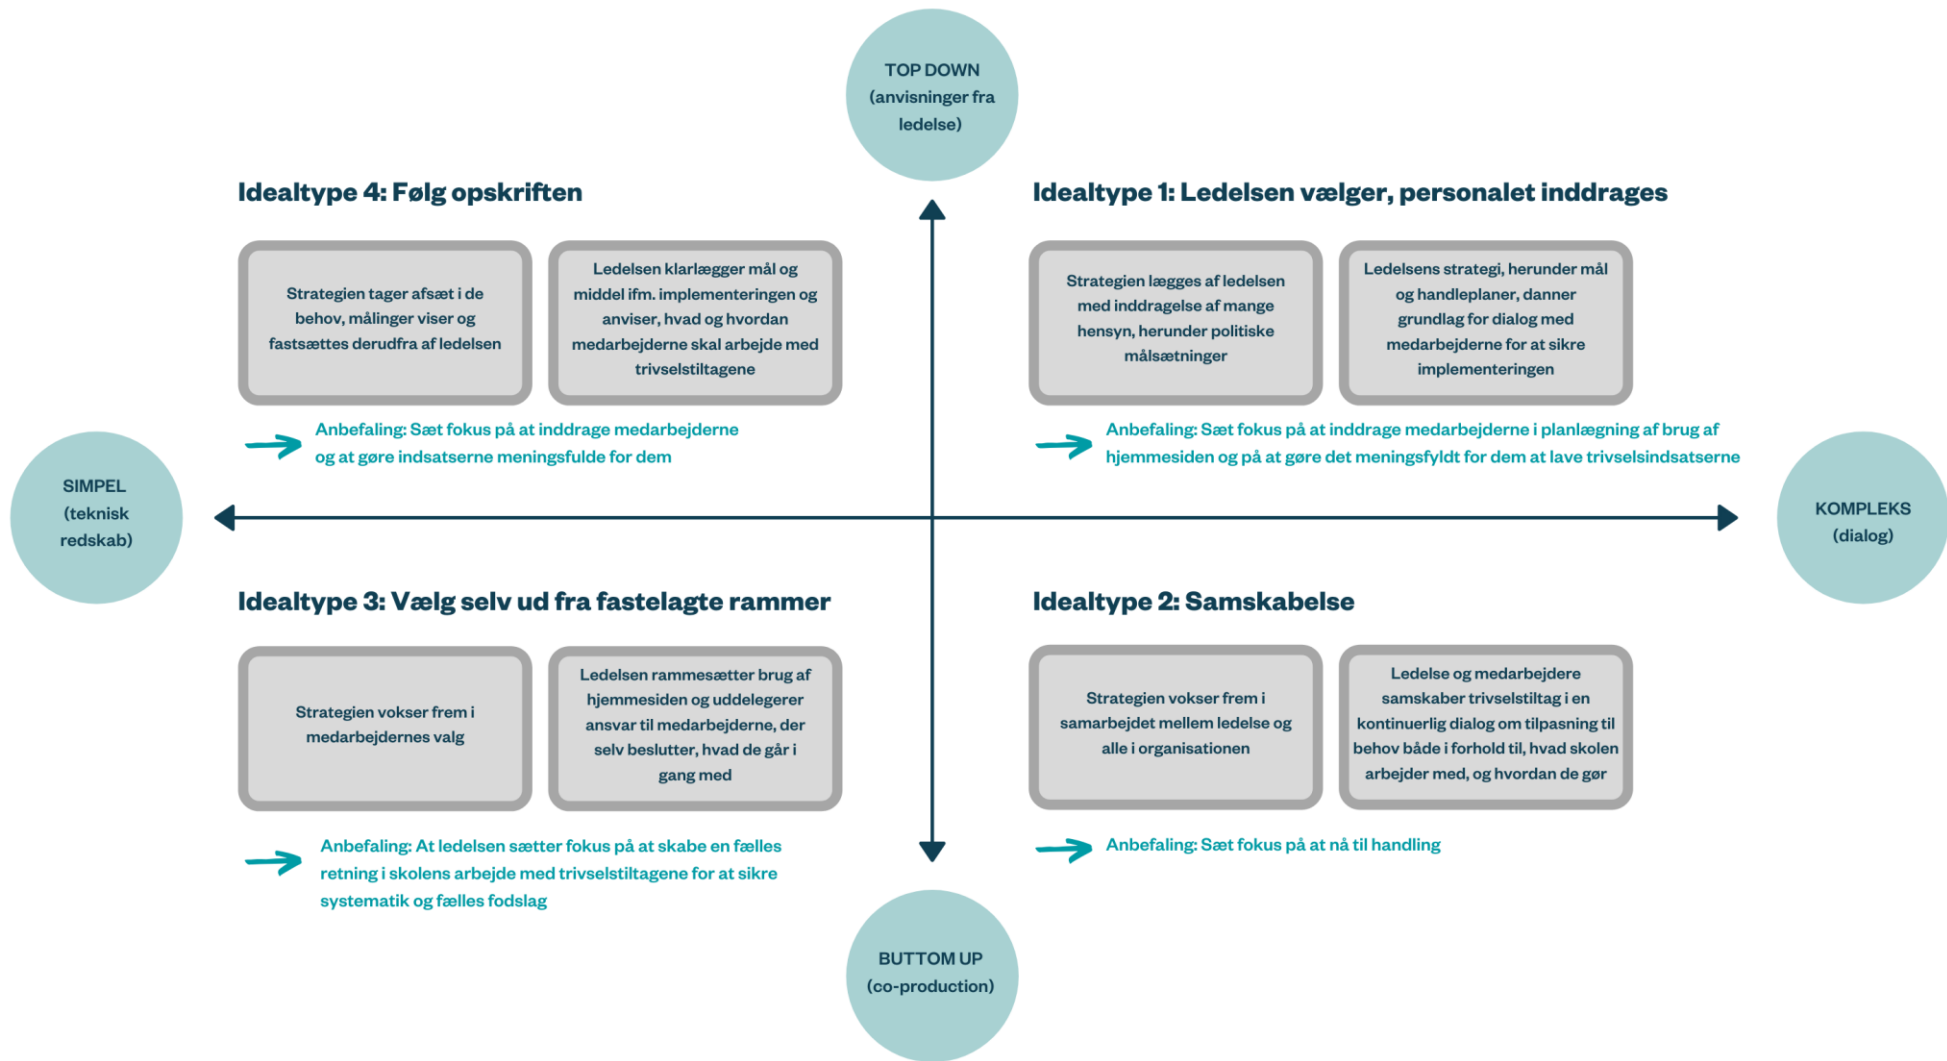 TOP DOWN
(anvisninger fra
ledelse)
Idealtype 4: Følg opskriften
Strategien tager afsæt i de
behov, målinger viser og
fastsættes derudfra af ledelsen
Ledelsen klarlægger mål og
middel ifm. implementeringen og
anviser, hvad og hvordan
medarbejderne skal arbejde med
trivselstiltagene
Anbefaling: Sæt fokus på at inddrage medarbejderne
og at gøre indsatserne meningsfulde for dem
Idealtype 1: Ledelsen vælger, personalet inddrages
Strategien lægges af ledelsen
med inddragelse af mange
hensyn, herunder politiske
målsætninger
Ledelsens strategi, herunder mål
og handleplaner, danner
grundlag for dialog med
medarbejderne for at sikre
implementeringen
Anbefaling: Sæt fokus på at inddrage medarbejderne i planlægning af brug af
hjemmesiden og på at gøre det meningsfyldt for dem at lave trivselsindsatserne
SIMPEL
(teknisk
redskab)
KOMPLEKS
(dialog)
Idealtype 3: Vælg selv ud fra fastelagte rammer
Strategien vokser frem i
medarbejdernes valg
Ledelsen rammesætter brug af
hjemmesiden og uddelegerer
ansvar til medarbejderne, der
selv beslutter, hvad de går i
gang med
Anbefaling: At ledelsen sætter fokus på at skabe en fælles
retning i skolens arbejde med trivselstiltagene for at sikre
systematik og fælles fodslag
Idealtype 2: Samskabelse
Strategien vokser frem i
samarbejdet mellem ledelse og
alle i organisationen
Ledelse og medarbejdere
samskaber trivselstiltag i en
kontinuerlig dialog om tilpasning til
behov både i forhold til, hvad skolen
arbejder med, og hvordan de gør
Anbefaling: Sæt fokus på at nå til handling
BUTTOM UP
(co-production)